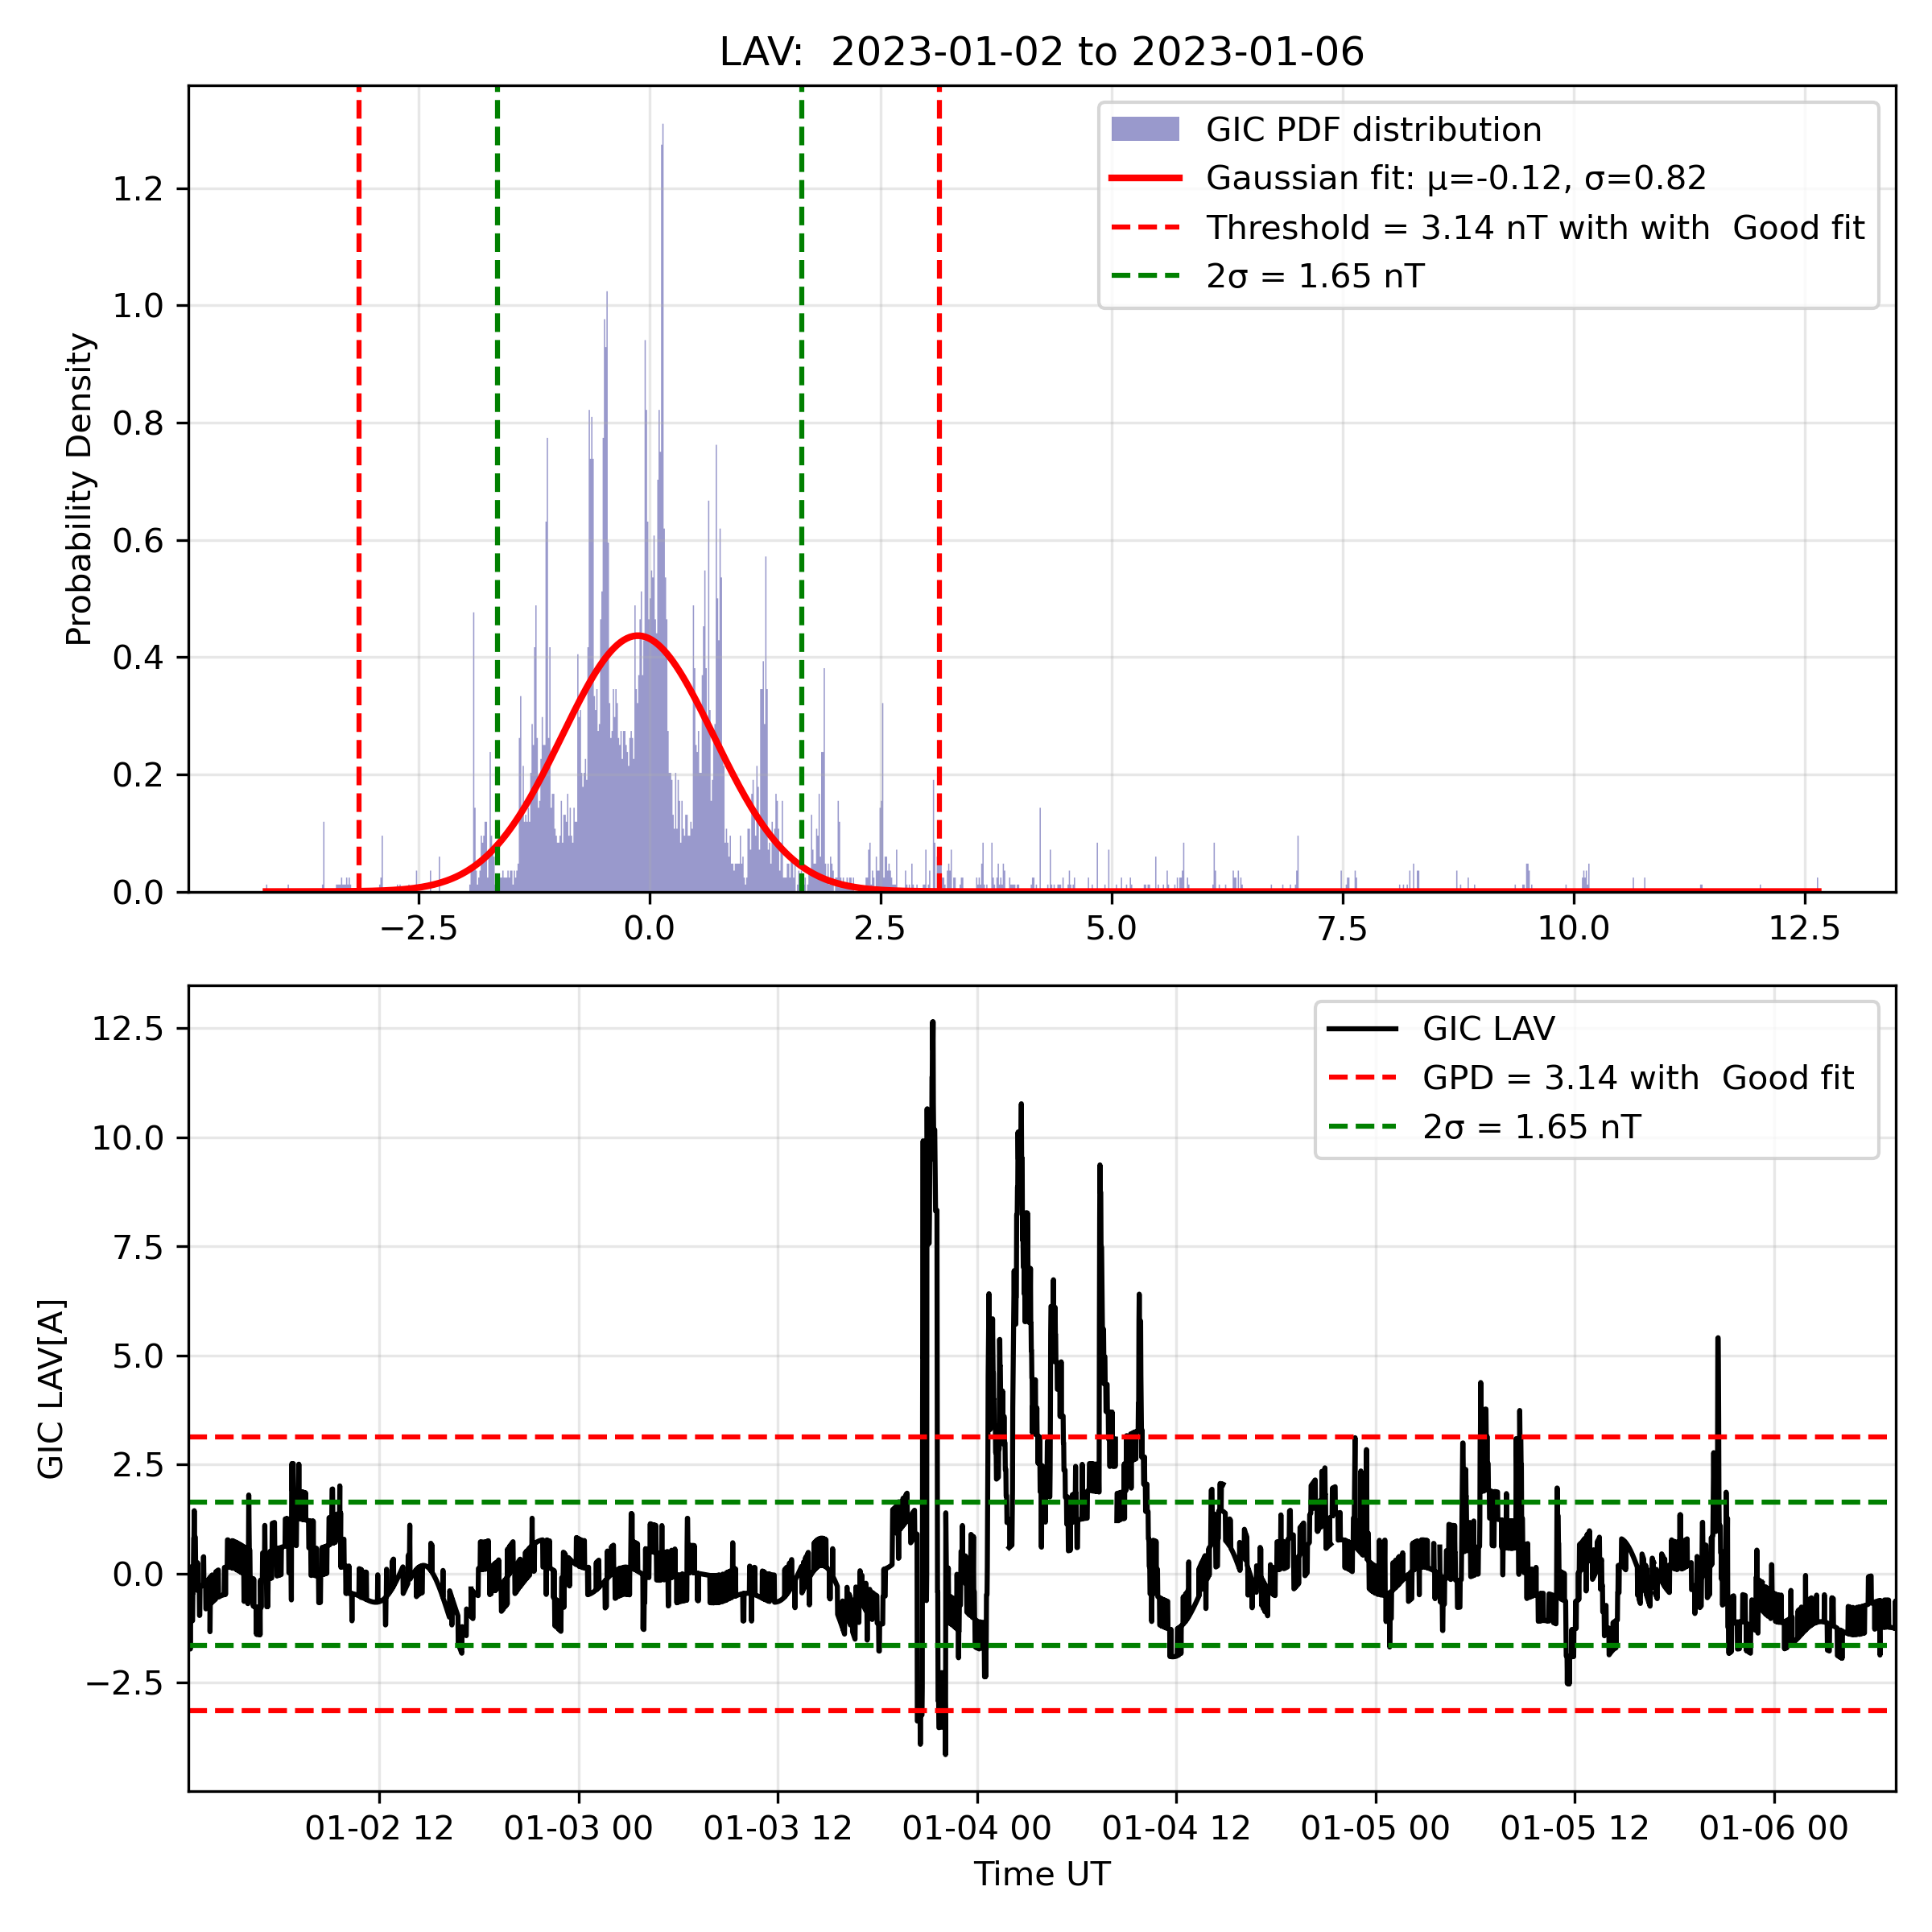 LAV:  2023-01-02 to 2023-01-06
Probability Density
1.2
1.0
0.8
0.6
0.4
0.2
0.0
GIC PDF distribution
Gaussian fit: μ=-0.12, σ=0.82
Threshold = 3.14 nT with with  Good fit
2σ = 1.65 nT
−2.5 0.0 2.5 5.0 7.5 10.0 12.5
GIC LAV[A]
12.5
10.0
7.5
5.0
2.5
0.0
−2.5
GIC LAV
GPD = 3.14 with  Good fit
2σ = 1.65 nT
01-02 12 01-03 00 01-03 12 01-04 00 01-04 12 01-05 00 01-05 12 01-06 00
Time UT